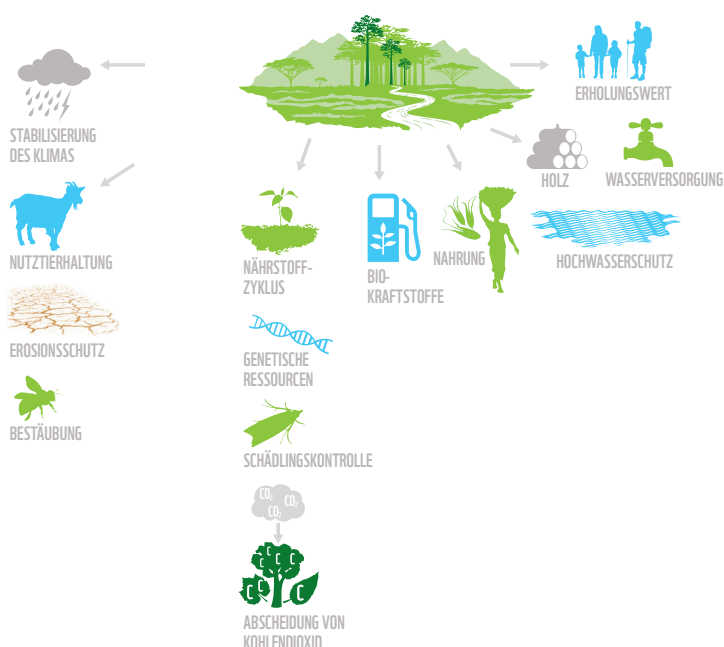 ERHOLUNGSWERT
STABILISIERUNG
DES KLIMAS
HOLZ
WASSERVERSORGUNG
NUTZTIERHALTUNG
NÄHRSTOFF-
ZYKLUS
BIO-
KRAFTSTOFFE
NAHRUNG
HOCHWASSERSCHUTZ
EROSIONSSCHUTZ
GENETISCHE
RESSOURCEN
BESTÄUBUNG
SCHÄDLINGSKONTROLLE
CO₂
CO₂
CO₂
C
C
C
C
C
C
C
ABSCHEIDUNG VON
KOHLENDIOXID